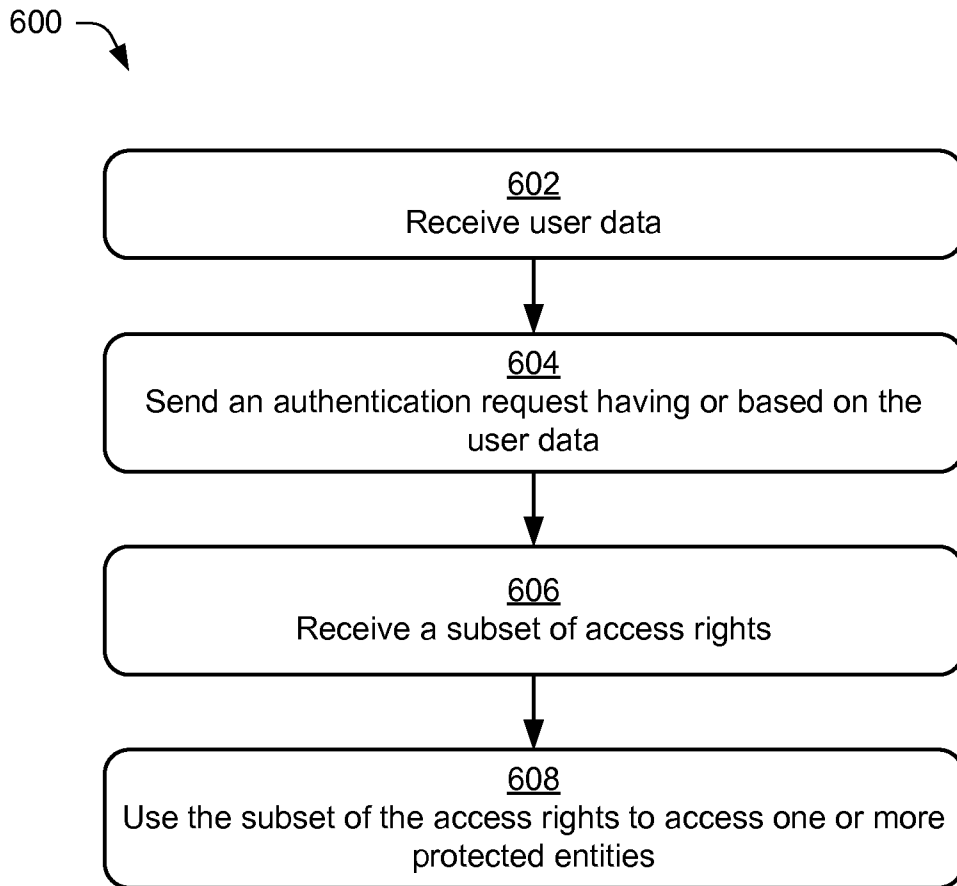 600
602
Receive user data
604
Send an authentication request having or based on the
user data
606
Receive a subset of access rights
608
Use the subset of the access rights to access one or more
protected entities